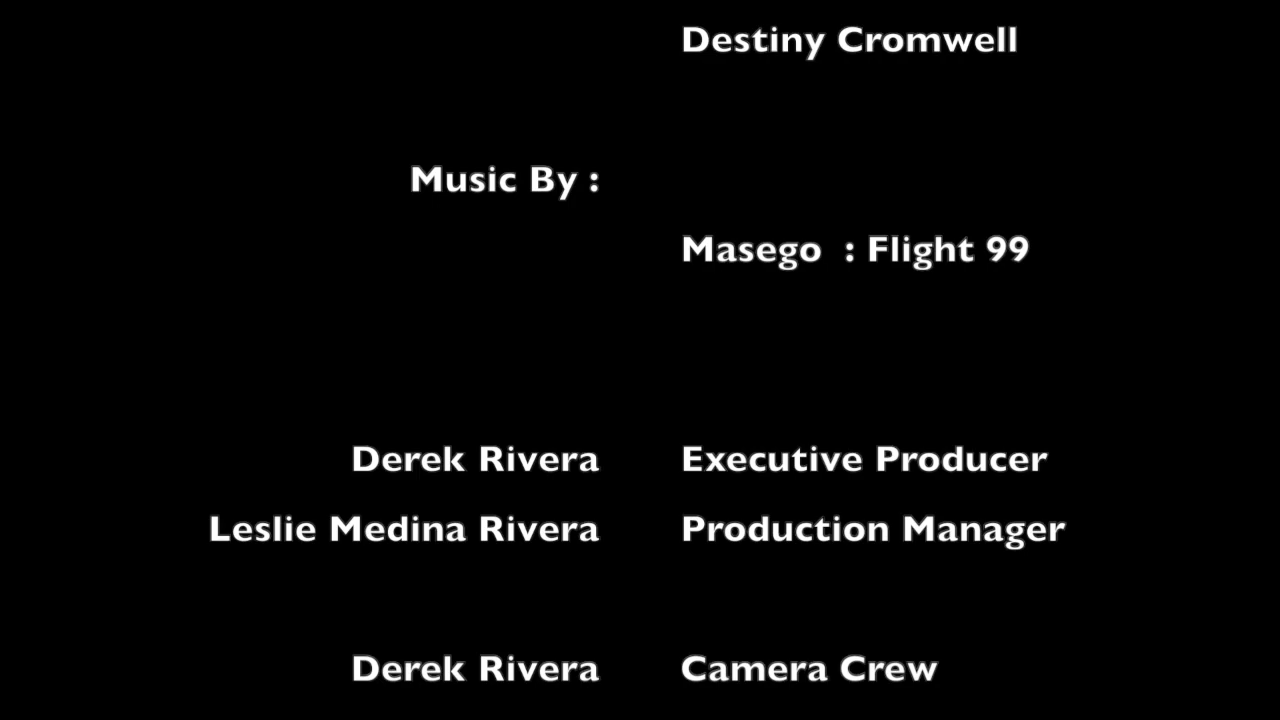 Destiny Cromwell
Music By :
Masego  : Flight 99
Derek Rivera Executive Producer
Leslie Medina Rivera Production Manager
Derek Rivera Camera Crew